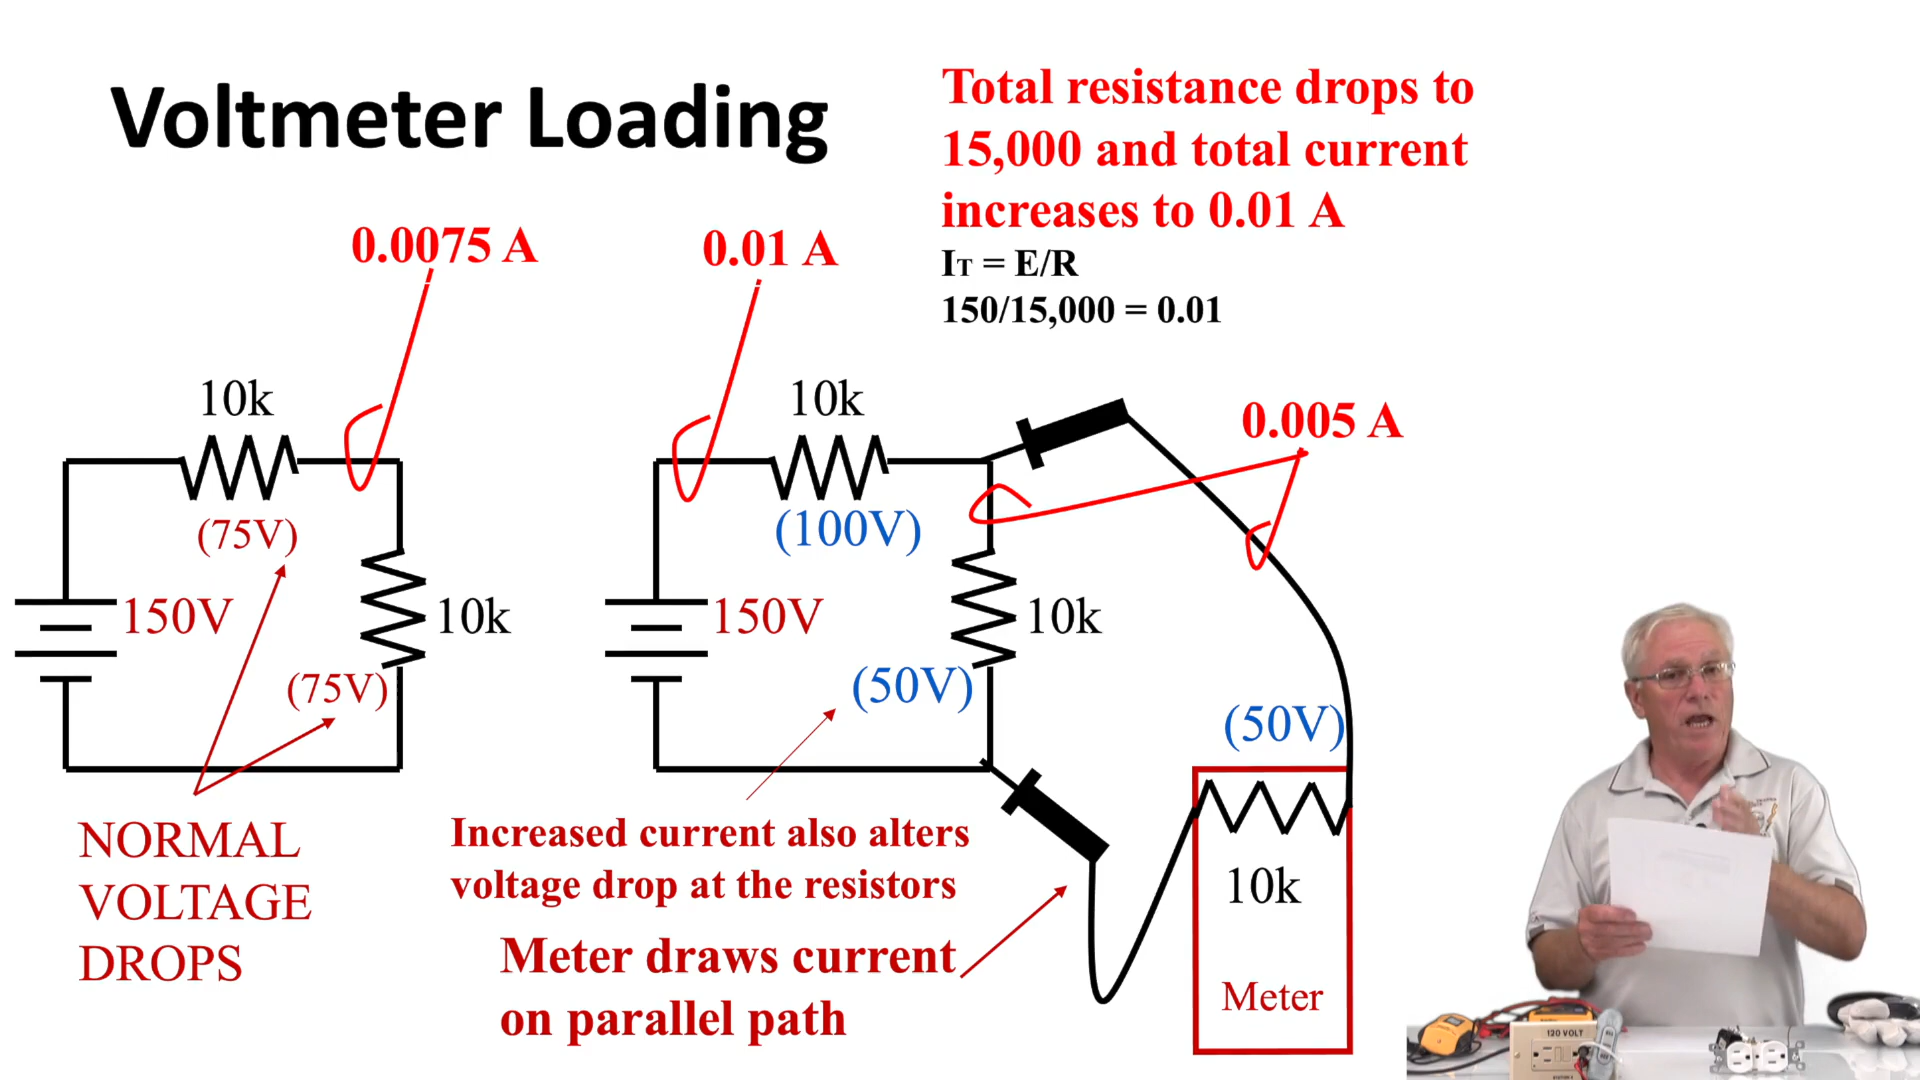 Voltmeter Loading
Total resistance drops to
15,000 and total current
increases to 0.01 A
IT = E/R
150/15,000 = 0.01
0.0075 A
0.01 A
10k
10k
0.005 A
(75V)
(100V)
150V
10k
150V
10k
(75V)
(50V)
(50V)
NORMAL
VOLTAGE
DROPS
Increased current also alters
voltage drop at the resistors
Meter draws current
on parallel path
10k
Meter
120 VOLT